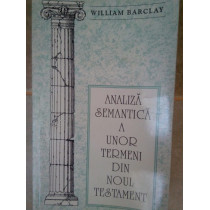 WILLIAM BARCLAY
ANALIZĂ
SEMANTICĂ
A
UNOR
TERMENI
DIN
NOUL
TESTAMENT